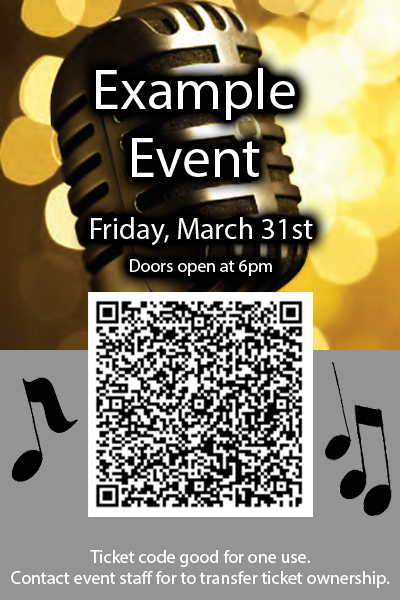 Example
Event
Friday, March 31st
Doors open at 6pm
Ticket code good for one use.
Contact event staff for to transfer ticket ownership.